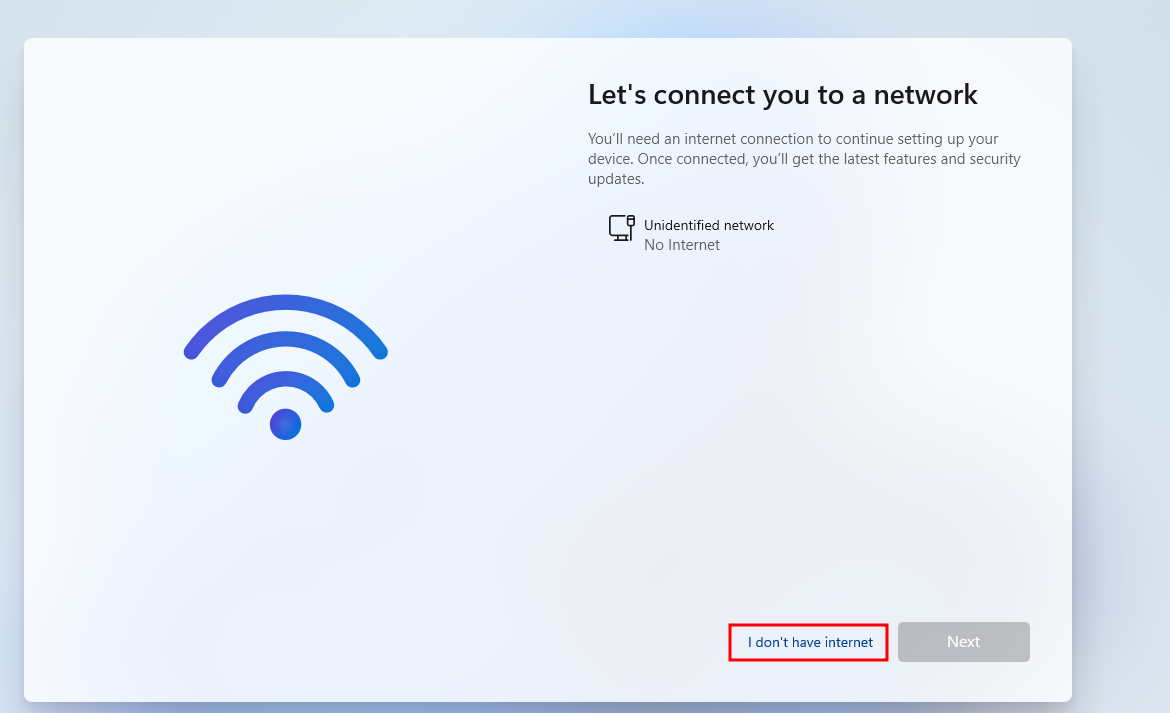 Let's connect you to a network
You’ll need an internet connection to continue setting up your
device. Once connected, you’ll get the latest features and security
updates.
Unidentified network
No Internet
I don't have internet
Next